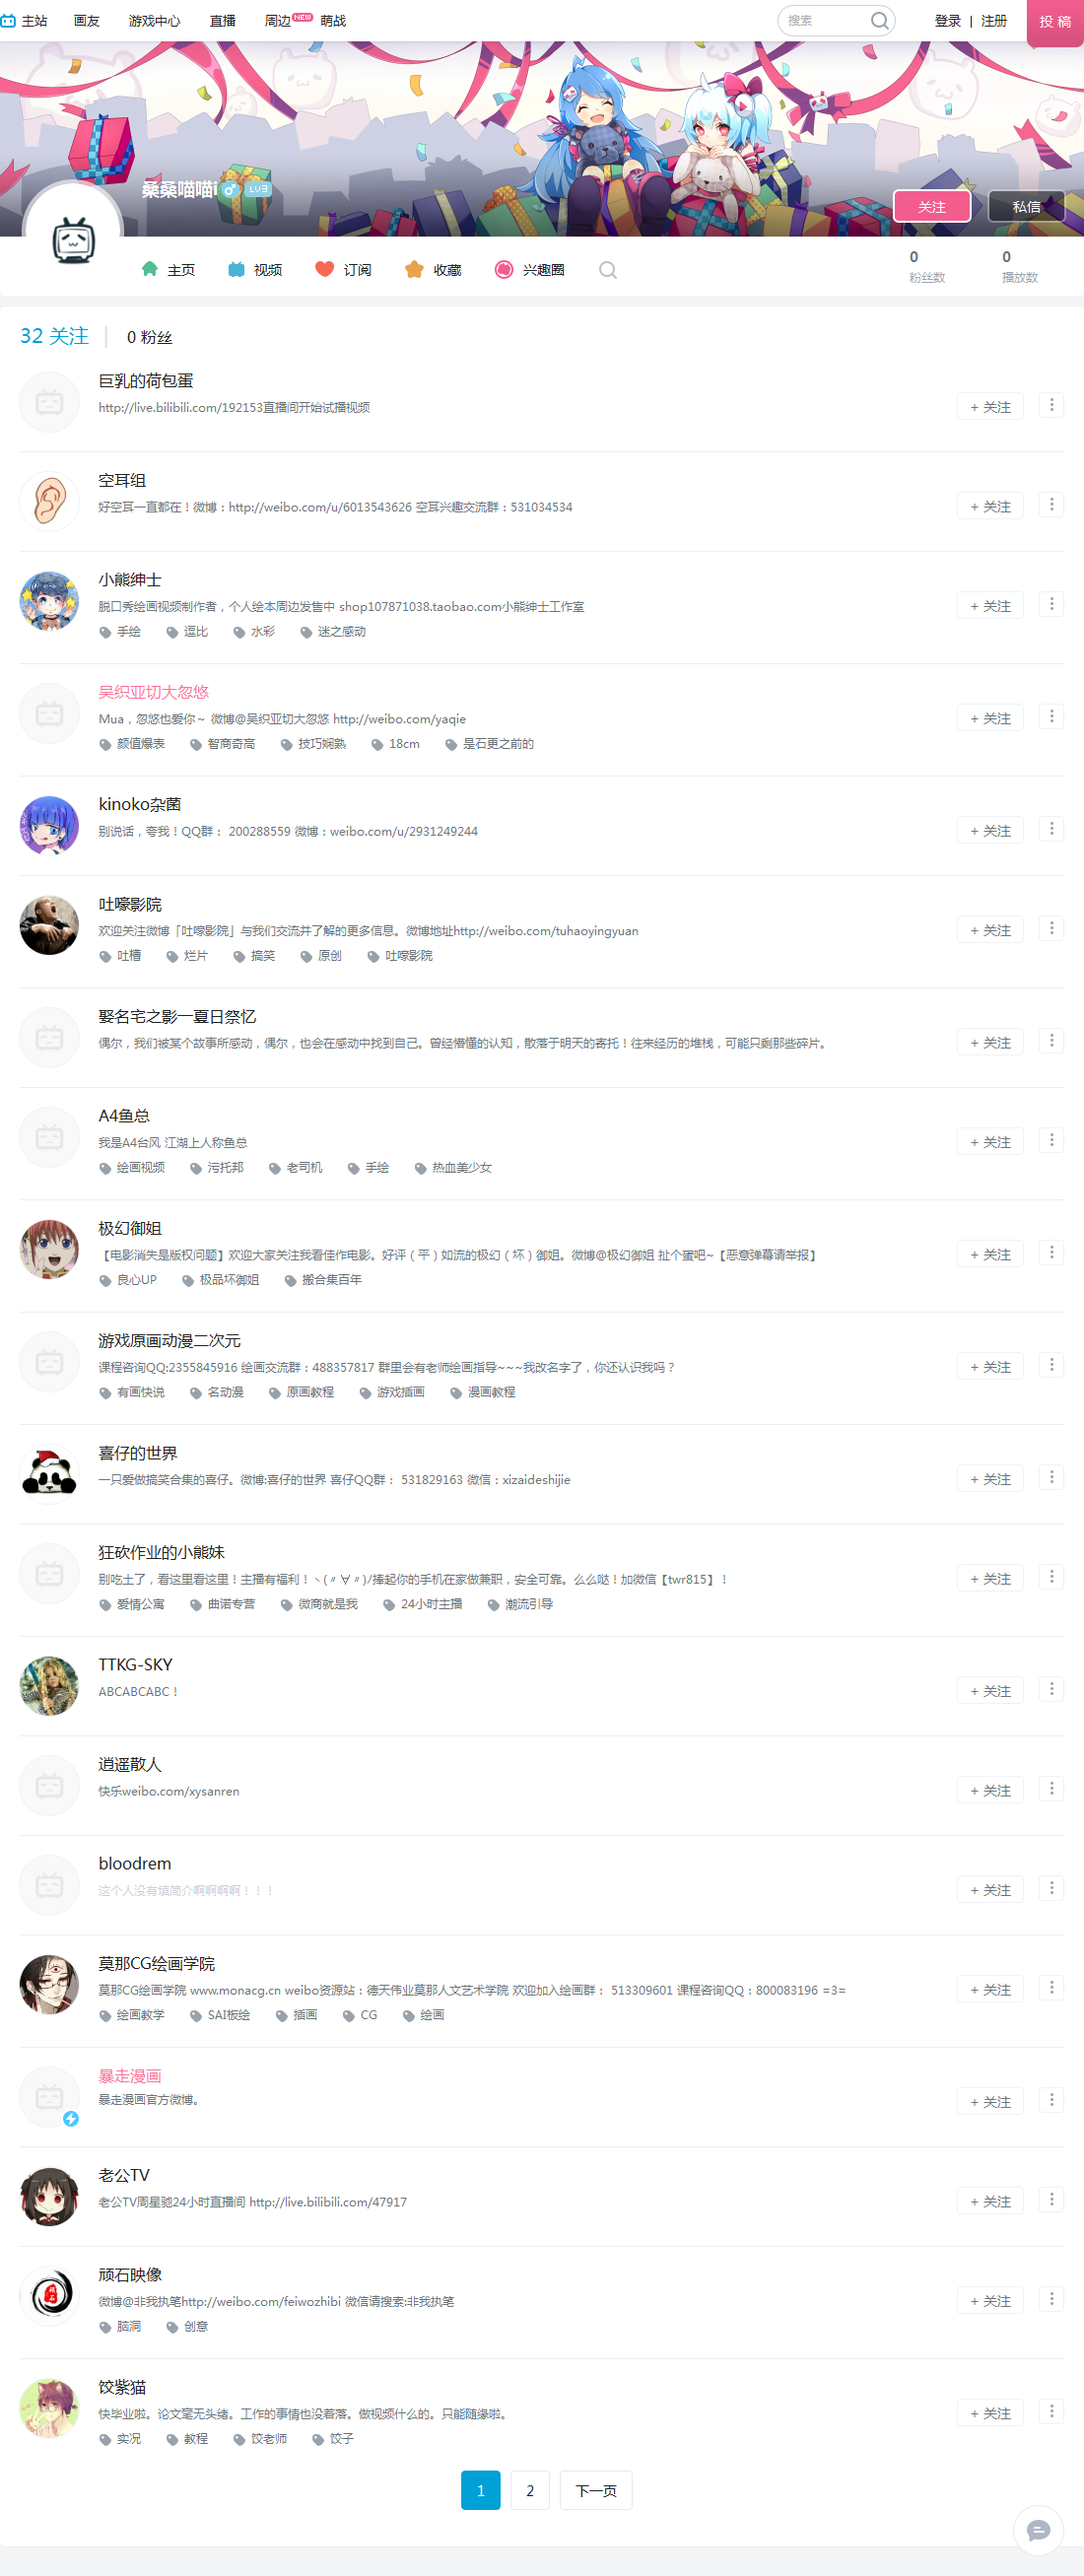 主站 画友 游戏中心 直播 周边 NEW 萌战 搜索 登录 | 注册 投 稿
桑桑喵喵i LV3
关注 私信
主页 视频 订阅 收藏 兴趣圈
0 0
粉丝数 播放数
32 关注 0 粉丝
巨乳的荷包蛋
http://live.bilibili.com/192153直播间开始试播视频
+ 关注
空耳组
好空耳一直都在！微博：http://weibo.com/u/6013543626 空耳兴趣交流群：531034534
+ 关注
小熊绅士
脱口秀绘画视频制作者，个人绘本周边发售中 shop107871038.taobao.com小熊绅士工作室
+ 关注
手绘 逗比 水彩 迷之感动
吴织亚切大忽悠
Mua，忽悠也爱你～ 微博@吴织亚切大忽悠 http://weibo.com/yaqie
+ 关注
颜值爆表 智商奇高 技巧娴熟 18cm 是石更之前的
kinoko杂菌
别说话，夸我！QQ群： 200288559 微博：weibo.com/u/2931249244
+ 关注
吐嚎影院
欢迎关注微博「吐嚎影院」与我们交流并了解的更多信息。微博地址http://weibo.com/tuhaoyingyuan
+ 关注
吐槽 烂片 搞笑 原创 吐嚎影院
娶名宅之影一夏日祭忆
偶尔，我们被某个故事所感动，偶尔，也会在感动中找到自己。曾经懵懂的认知，散落于明天的寄托！往来经历的堆栈，可能只剩那些碎片。
+ 关注
A4鱼总
我是A4台风 江湖上人称鱼总
+ 关注
绘画视频 污托邦 老司机 手绘 热血美少女
极幻御姐
【电影消失是版权问题】欢迎大家关注我看佳作电影。好评（平）如流的极幻（坏）御姐。微博@极幻御姐 扯个蛋吧~【恶意弹幕请举报】
+ 关注
良心UP 极品坏御姐 搬合集百年
游戏原画动漫二次元
课程咨询QQ:2355845916 绘画交流群：488357817 群里会有老师绘画指导~~~我改名字了，你还认识我吗？
+ 关注
有画快说 名动漫 原画教程 游戏插画 漫画教程
喜仔的世界
一只爱做搞笑合集的喜仔。微博:喜仔的世界 喜仔QQ群： 531829163 微信：xizaideshijie
+ 关注
狂砍作业的小熊妹
别吃土了，看这里看这里！主播有福利！ヽ(〃∀〃)ﾉ捧起你的手机在家做兼职，安全可靠。么么哒！加微信【twr815】！
+ 关注
爱情公寓 曲诺专营 微商就是我 24小时主播 潮流引导
TTKG-SKY
ABCABCABC！
+ 关注
逍遥散人
快乐weibo.com/xysanren
+ 关注
bloodrem
这个人没有填简介啊啊啊啊！！！
+ 关注
莫那CG绘画学院
莫那CG绘画学院 www.monacg.cn weibo资源站：德天伟业莫那人文艺术学院 欢迎加入绘画群： 513309601 课程咨询QQ：800083196 =3=
+ 关注
绘画教学 SAI板绘 插画 CG 绘画
暴走漫画
暴走漫画官方微博。
+ 关注
老公TV
老公TV周星驰24小时直播间 http://live.bilibili.com/47917
+ 关注
顽石映像
微博@非我执笔http://weibo.com/feiwozhibi 微信请搜索:非我执笔
+ 关注
脑洞 创意
饺紫猫
快毕业啦。论文毫无头绪。工作的事情也没着落。做视频什么的。只能随缘啦。
+ 关注
实况 教程 饺老师 饺子
1 2 下一页